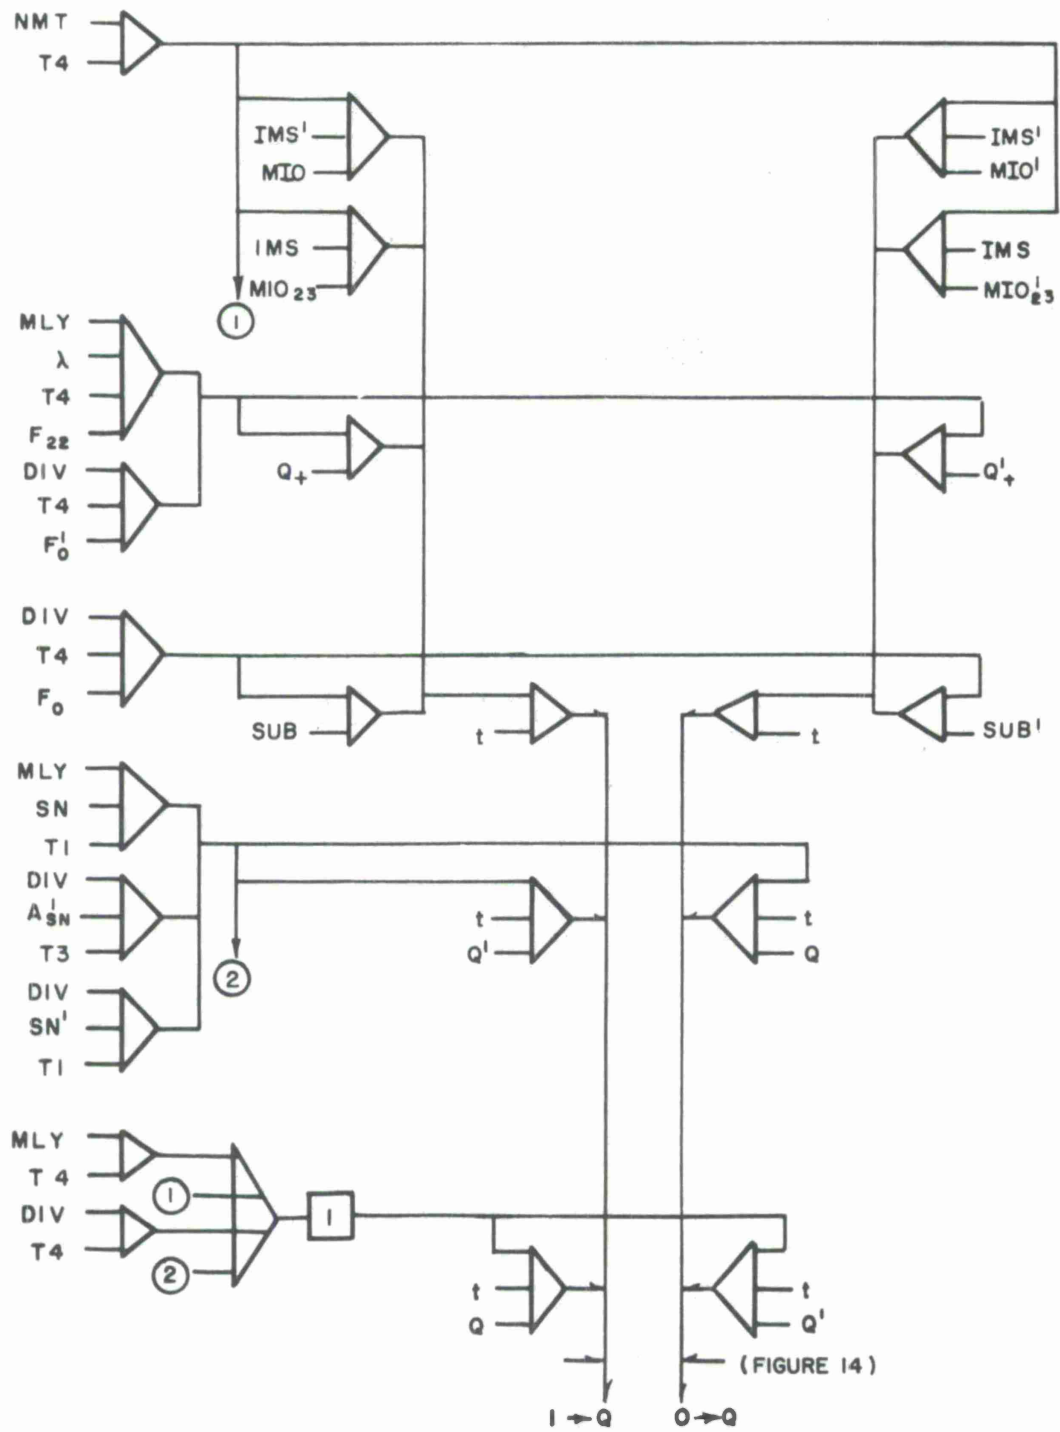 NMT
T4
IMS'
MIO
IMS'
MIO'
IMS
MIO23
IMS
MIO'23
1
MLY
λ
T4
F22
DIV
T4
F'0
Q+
Q'+
DIV
T4
F0
SUB
t
t
SUB'
MLY
SN
T1
DIV
A'SN
T3
DIV
SN'
T1
t
Q'
t
Q
2
MLY
T4
DIV
T4
1
2
1
t
Q
t
Q'
(FIGURE 14)
1→Q
0→Q